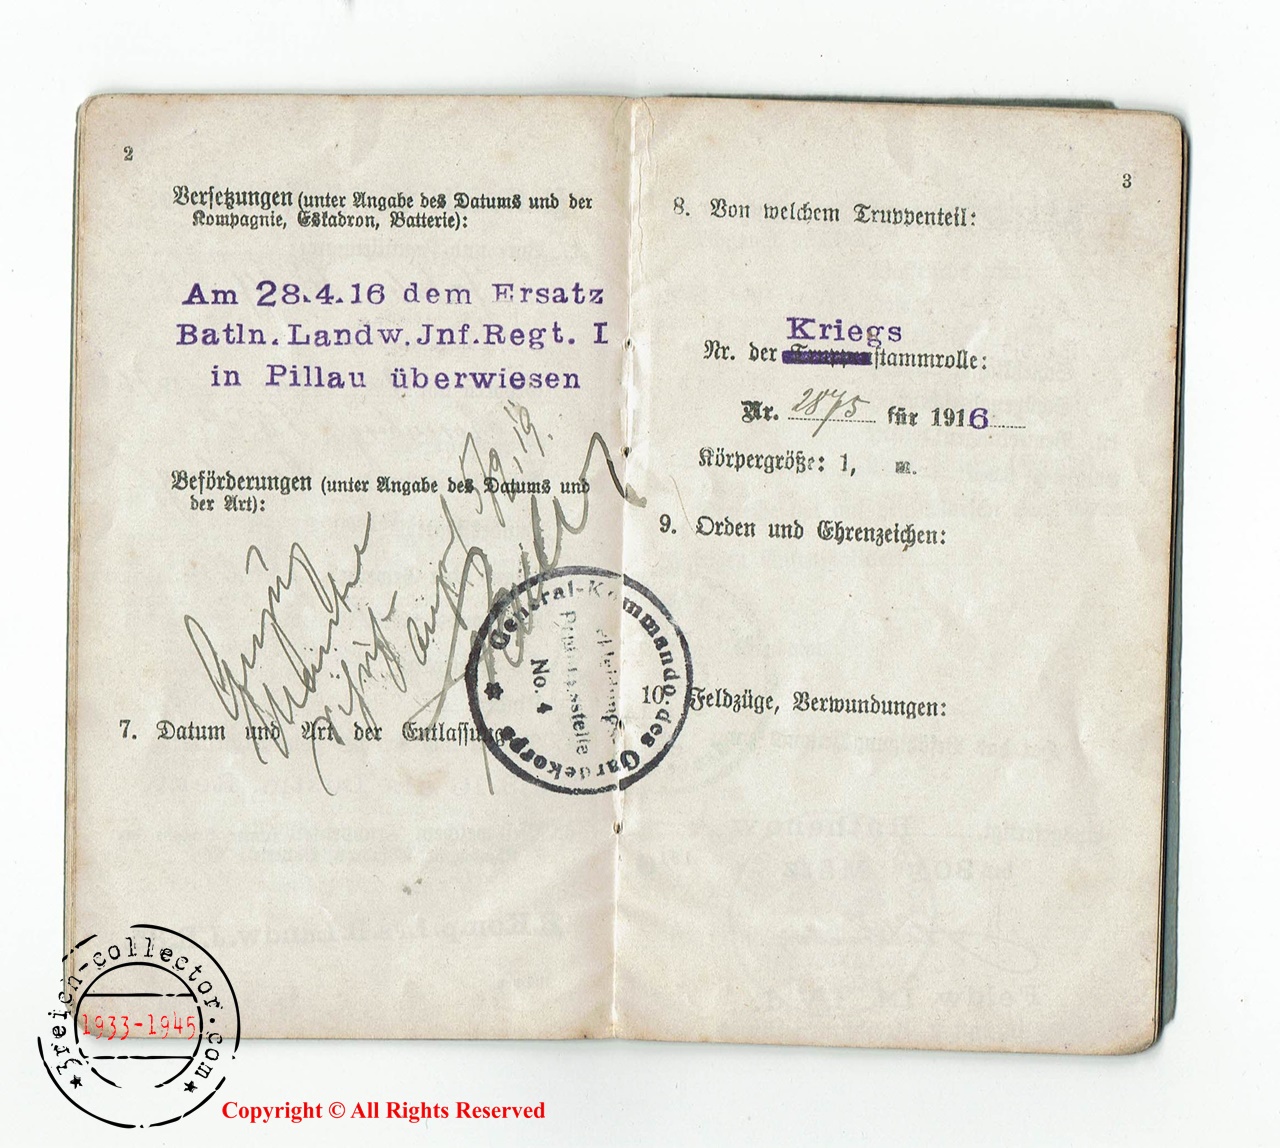 2
Versetzungen (unter Angabe des Datums und der
Kompagnie, Eskadron, Batterie):
Am 28.4.16 dem Ersatz
Batln. Landw. Jnf. Regt. I
in Pillau überwiesen
Beförderungen (unter Angabe des Datums und
der Art):
7. Datum und Art der Entlassung
General-Kommando des Gardekorps
No. 4
3
8. Von welchem Truppenteil:
Kriegs
Nr. der Truppenstammrolle:
Nr. 2875 für 1916
Körpergröße: 1, m.
9. Orden und Ehrenzeichen:
10. Feldzüge, Verwundungen:
3reich-collector.com
1933-1945
Copyright © All Rights Reserved